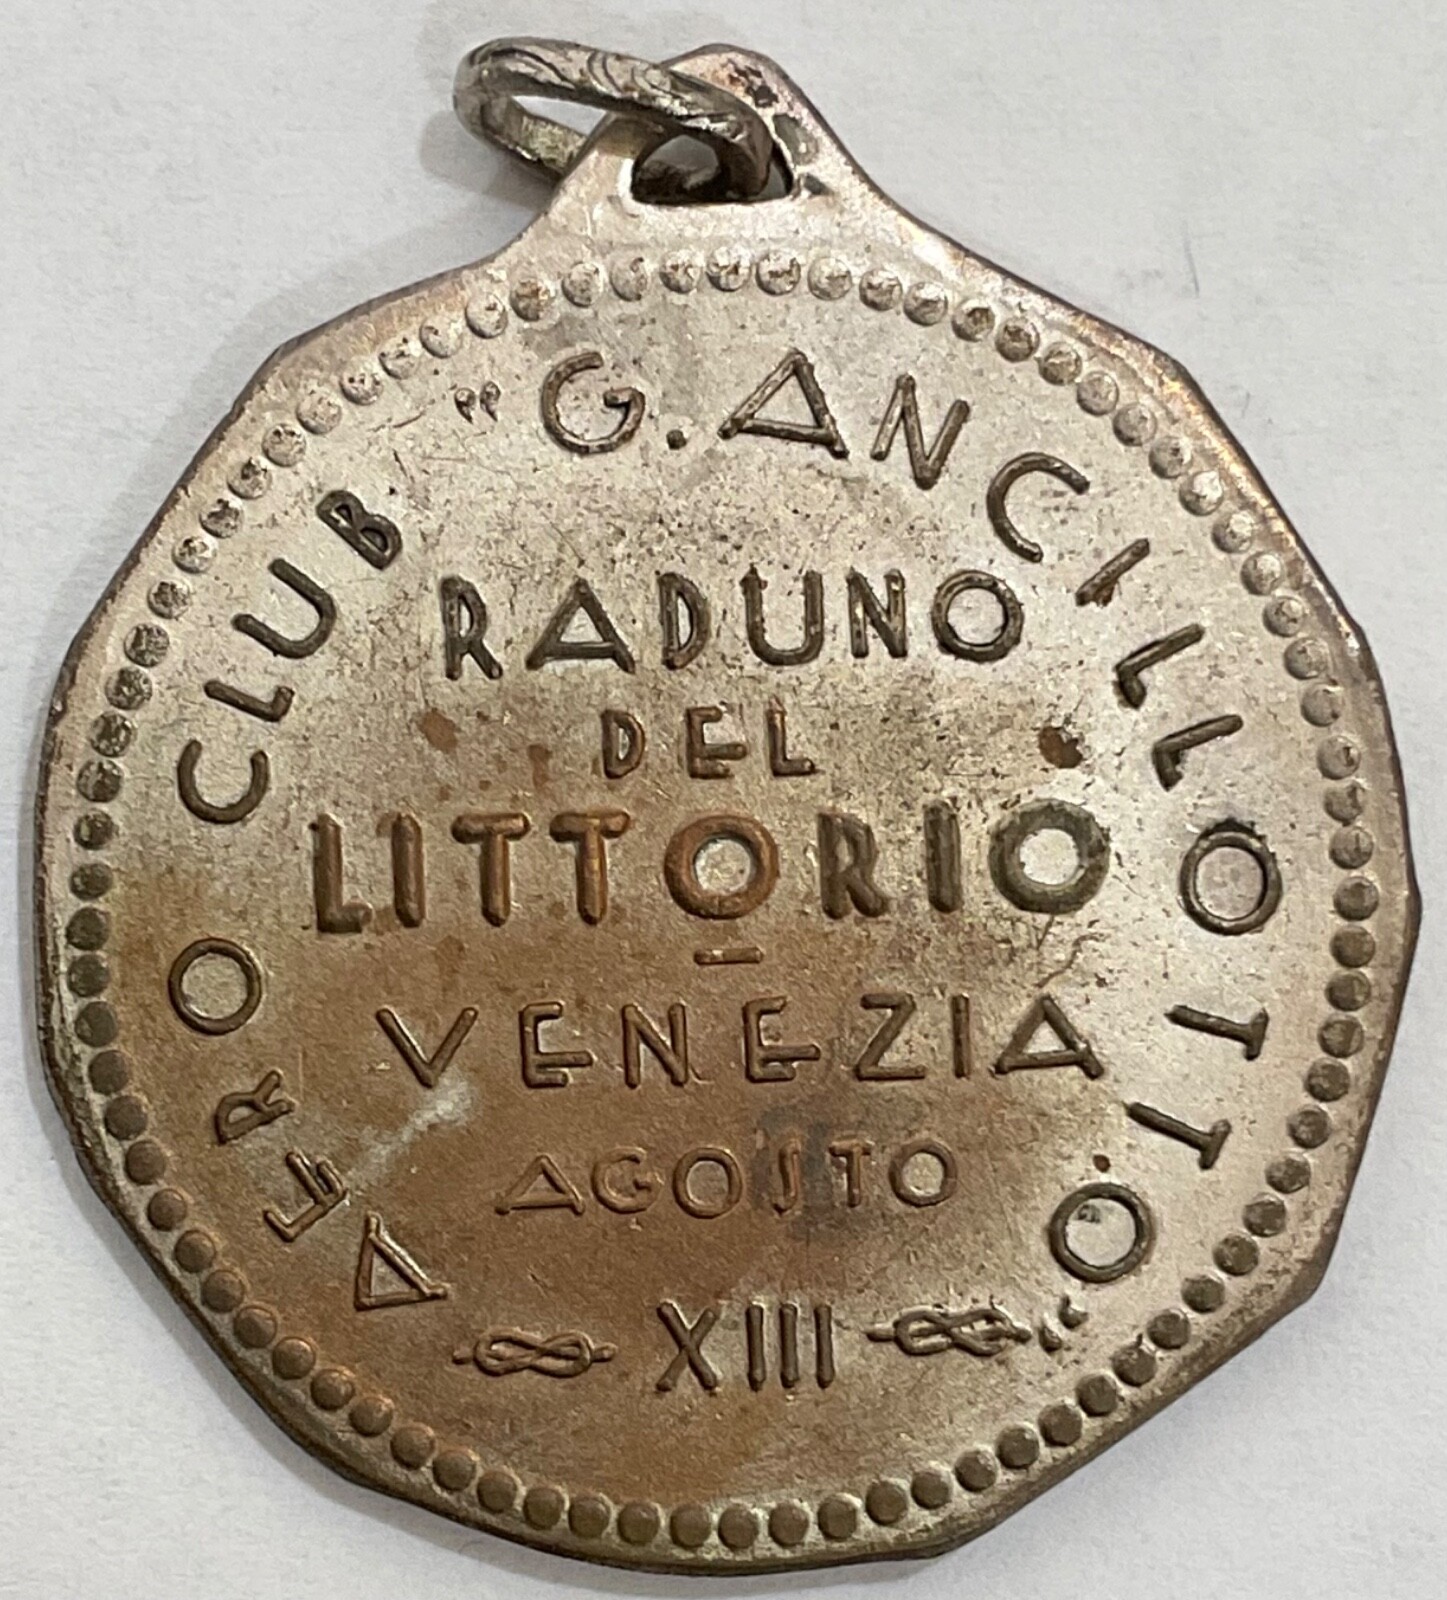 AERO CLUB "G. ANCILLOTTO"
RADUNO
DEL
LITTORIO
-
VENEZIA
AGOSTO
XIII